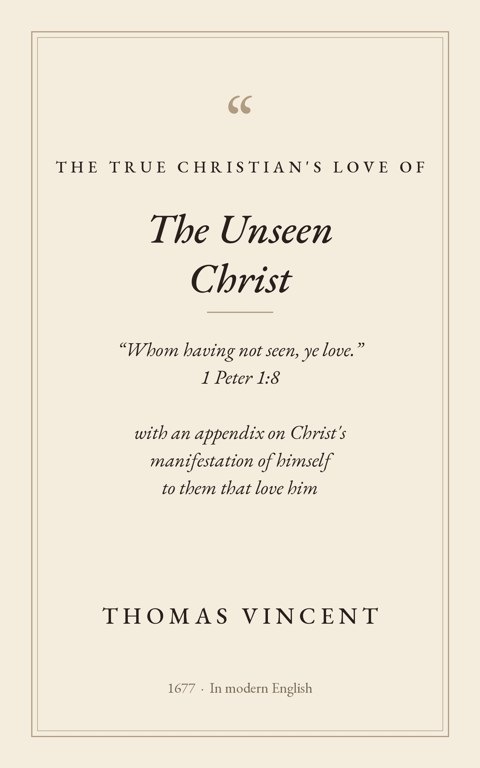 “
THE TRUE CHRISTIAN'S LOVE OF
The Unseen
Christ
“Whom having not seen, ye love.”
1 Peter 1:8
with an appendix on Christ's
manifestation of himself
to them that love him
THOMAS VINCENT
1677 · In modern English